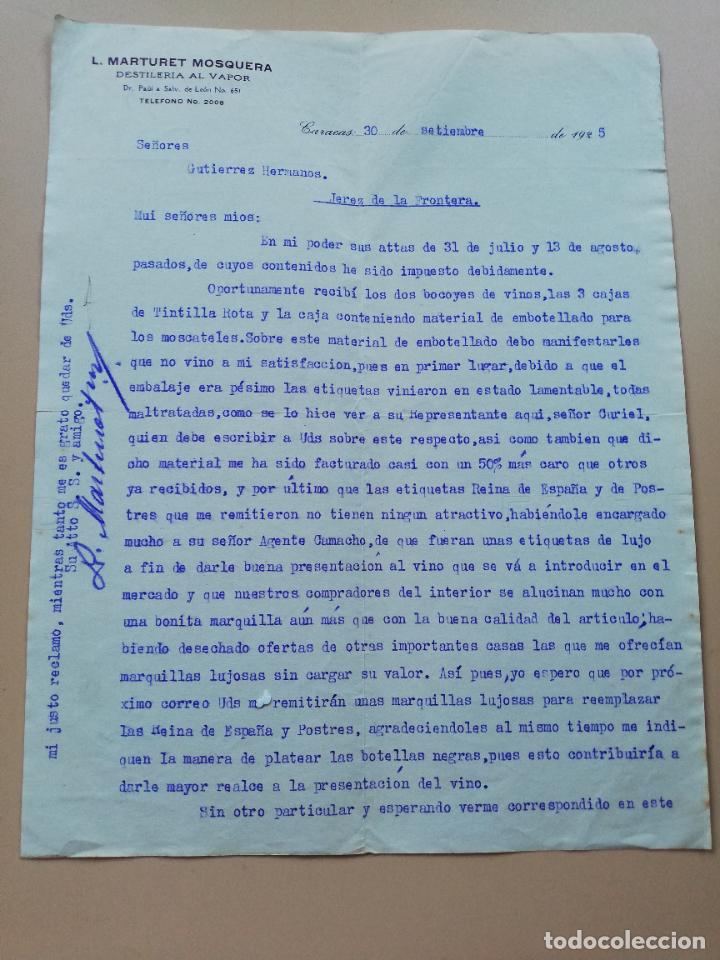 L. MARTURET MOSQUERA
DESTILERIA AL VAPOR
Dr. Paúl a Salv. de León No. 651
TELEFONO No. 2008
Caracas 30 de setiembre de 1925
Señores
Gutierrez Hermanos.
Jerez de la Frontera.
Mui señores mios:
En mi poder sus attas de 31 de julio y 13 de agosto,
pasados,de cuyos contenidos he sido impuesto debidamente.
Oportunamente recibí los dos bocoyes de vinos,las 3 cajas
de Tintilla Rota y la caja conteniendo material de embotellado para
los moscateles.Sobre este material de embotellado debo manifestarles
que no vino a mi satisfaccion,pues en primer lugar,debido a que el
embalaje era pésimo las etiquetas vinieron en estado lamentable,todas
maltratadas,como se lo hice ver a su Representante aqui,señor Curiel,
quien debe escribir a Uds sobre este respecto,asi como tambien que di-
cho material me ha sido facturado casi con un 50% más caro que otros
ya recibidos, y por último que las etiquetas Reina de España y de Pos-
tres que me remitieron no tienen ningun atractivo,habiéndole encargado
mucho a su señor Agente Camacho,de que fueran unas etiquetas de lujo
a fin de darle buena presentación al vino que se vá a introducir en el
mercado y que nuestros compradores del interior se alucinan mucho con
una bonita marquilla aún más que con la buena calidad del articulo;ha-
biendo desechado ofertas de otras importantes casas las que me ofrecían
marquillas lujosas sin cargar su valor. Así pues,yo espero que por pró-
ximo correo Uds m remitirán unas marquillas lujosas para reemplazar
las Reina de España y Postres, agradeciendoles al mismo tiempo me indi-
quen la manera de platear las botellas negras,pues esto contribuiría a
darle mayor realce a la presentación del vino.
Sin otro particular y esperando verme correspondido en este
mi justo reclamo, mientras tanto me es grato quedar de Uds.
Su Atto S. S. y amigo.
L. Marturet M
todocoleccion